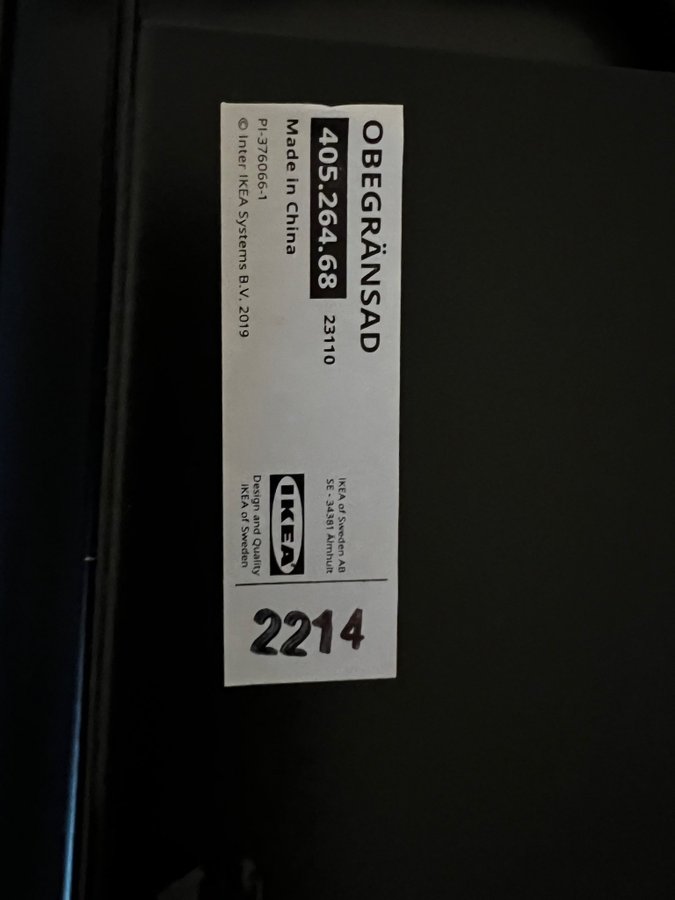 OBEGRÄNSAD
405.264.68 23110
Made in China
PI-376066-1
© Inter IKEA Systems B.V. 2019
IKEA of Sweden AB
SE - 34381 Älmhult
IKEA
Design and Quality
IKEA of Sweden
2214